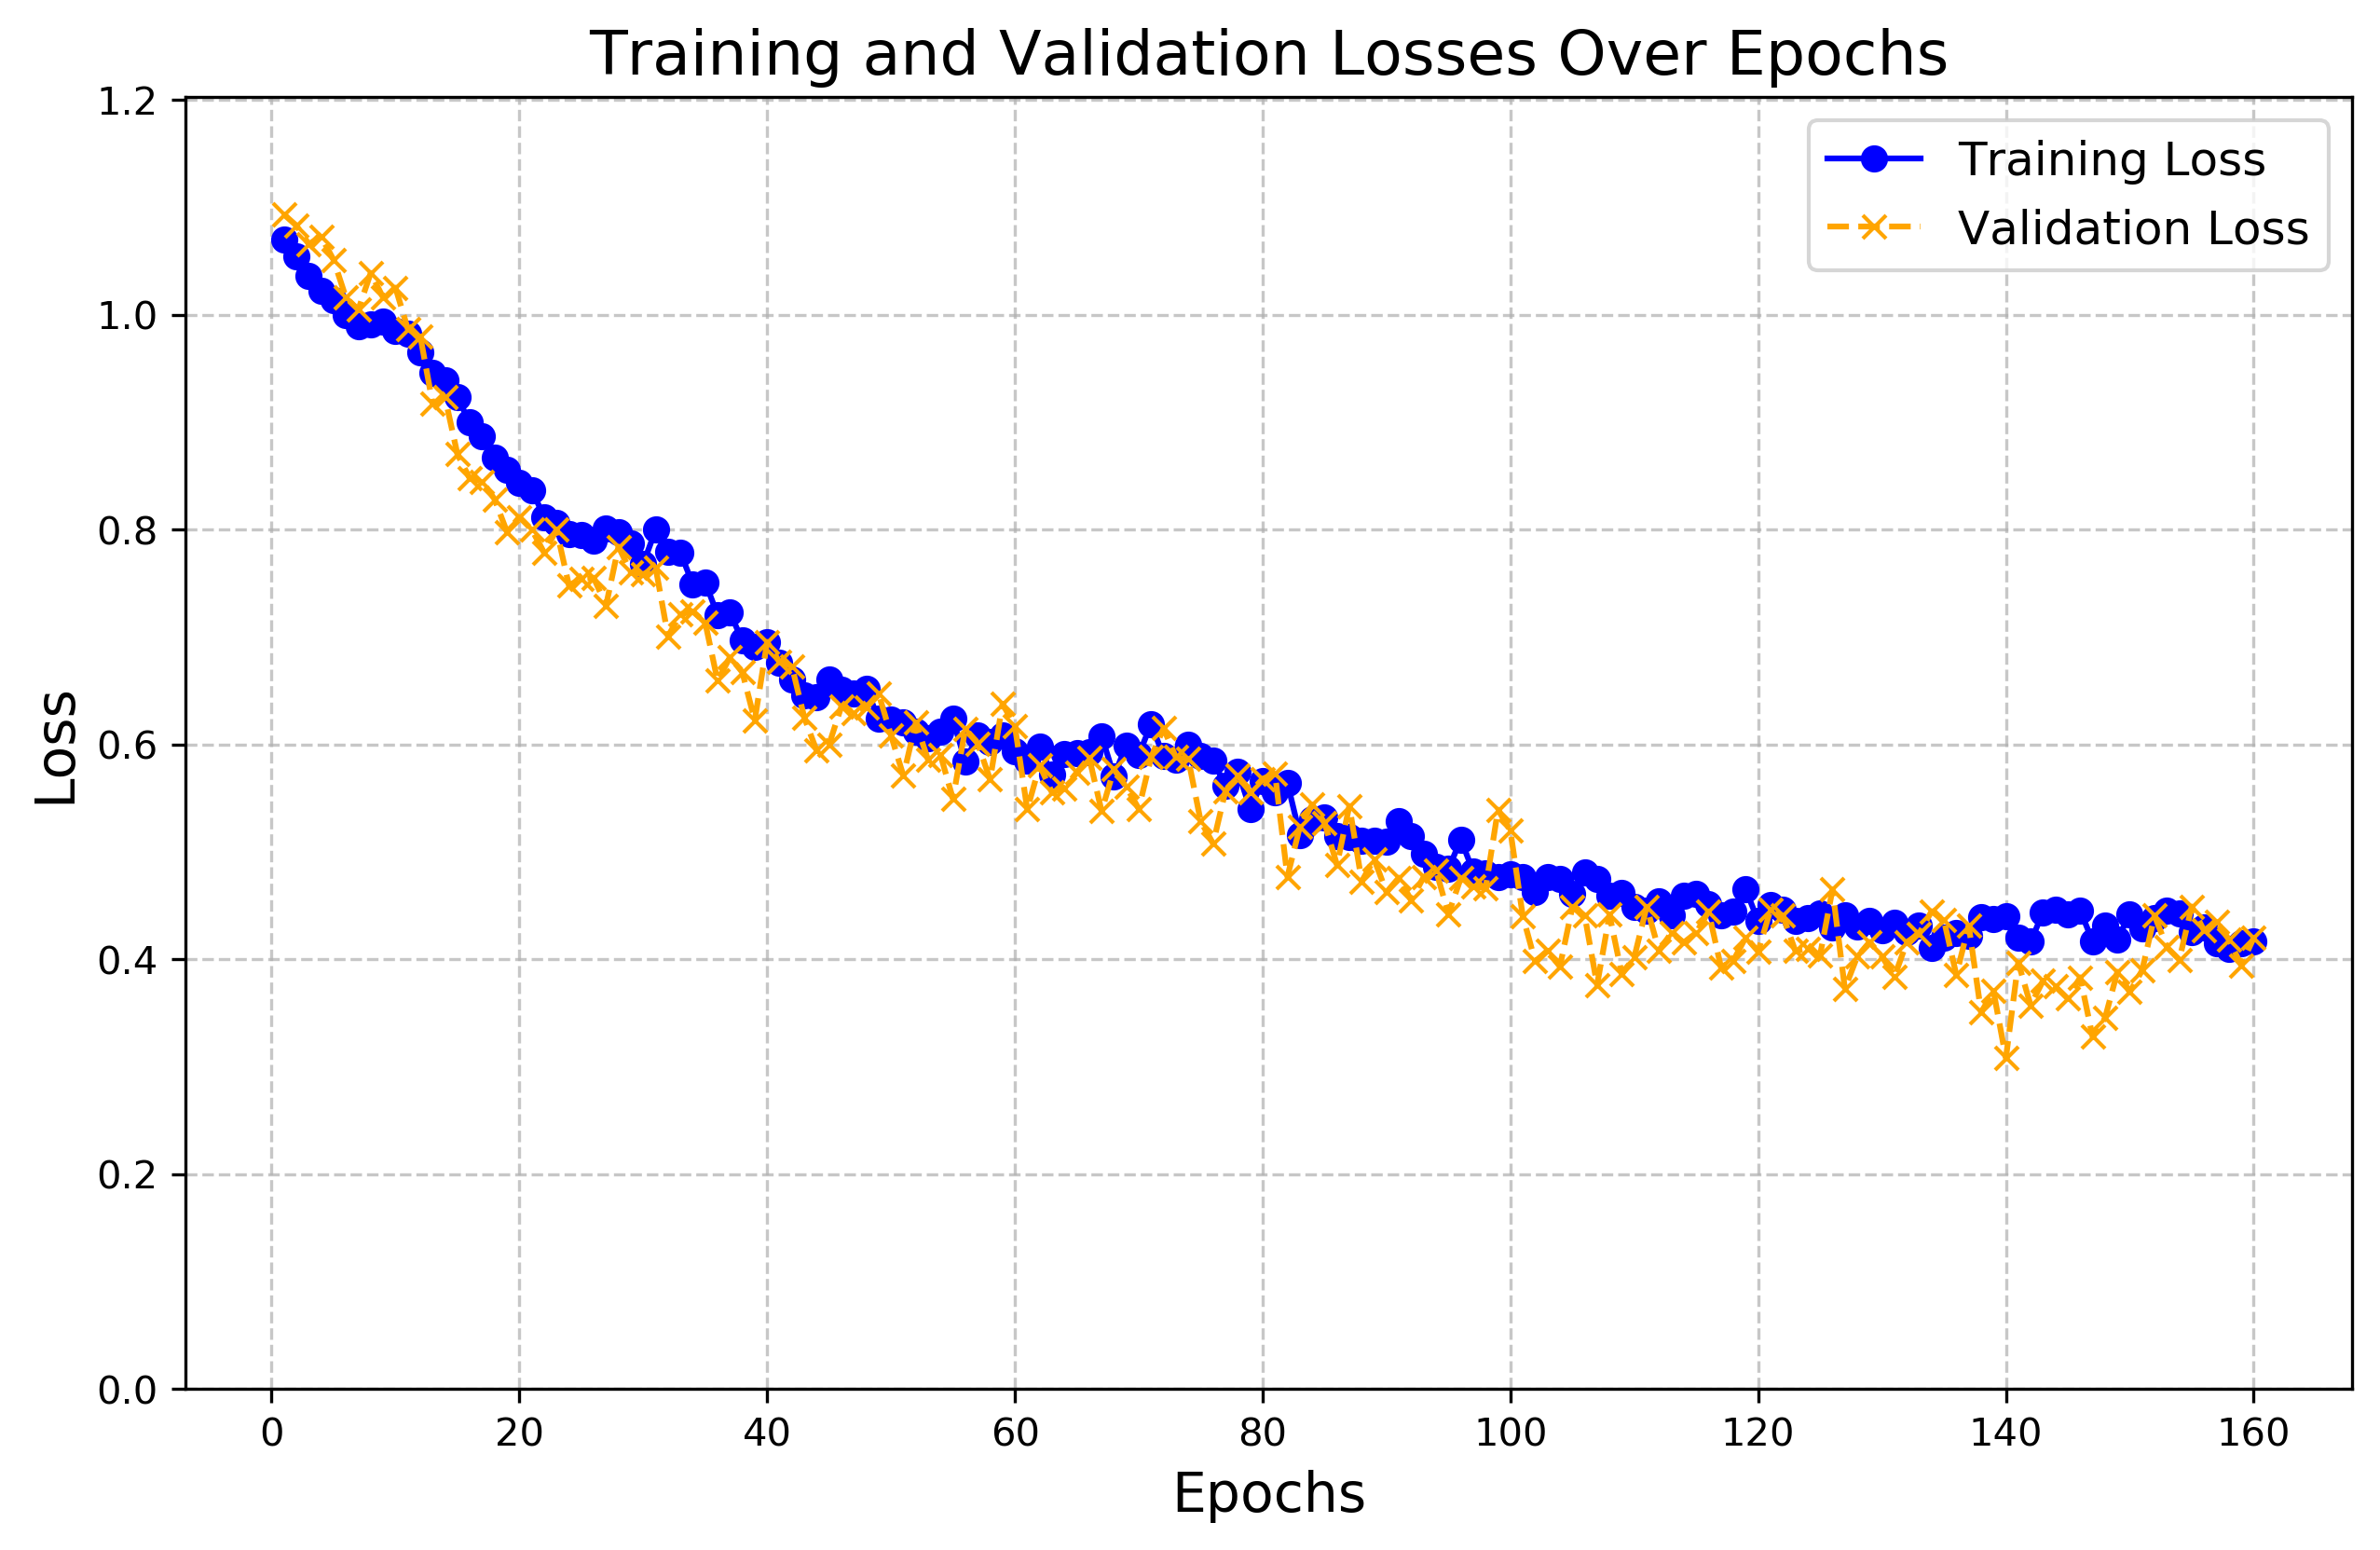 Training and Validation Losses Over Epochs
1.2
1.0
0.8
0.6
0.4
0.2
0.0
Loss
Training Loss
Validation Loss
0 20 40 60 80 100 120 140 160
Epochs